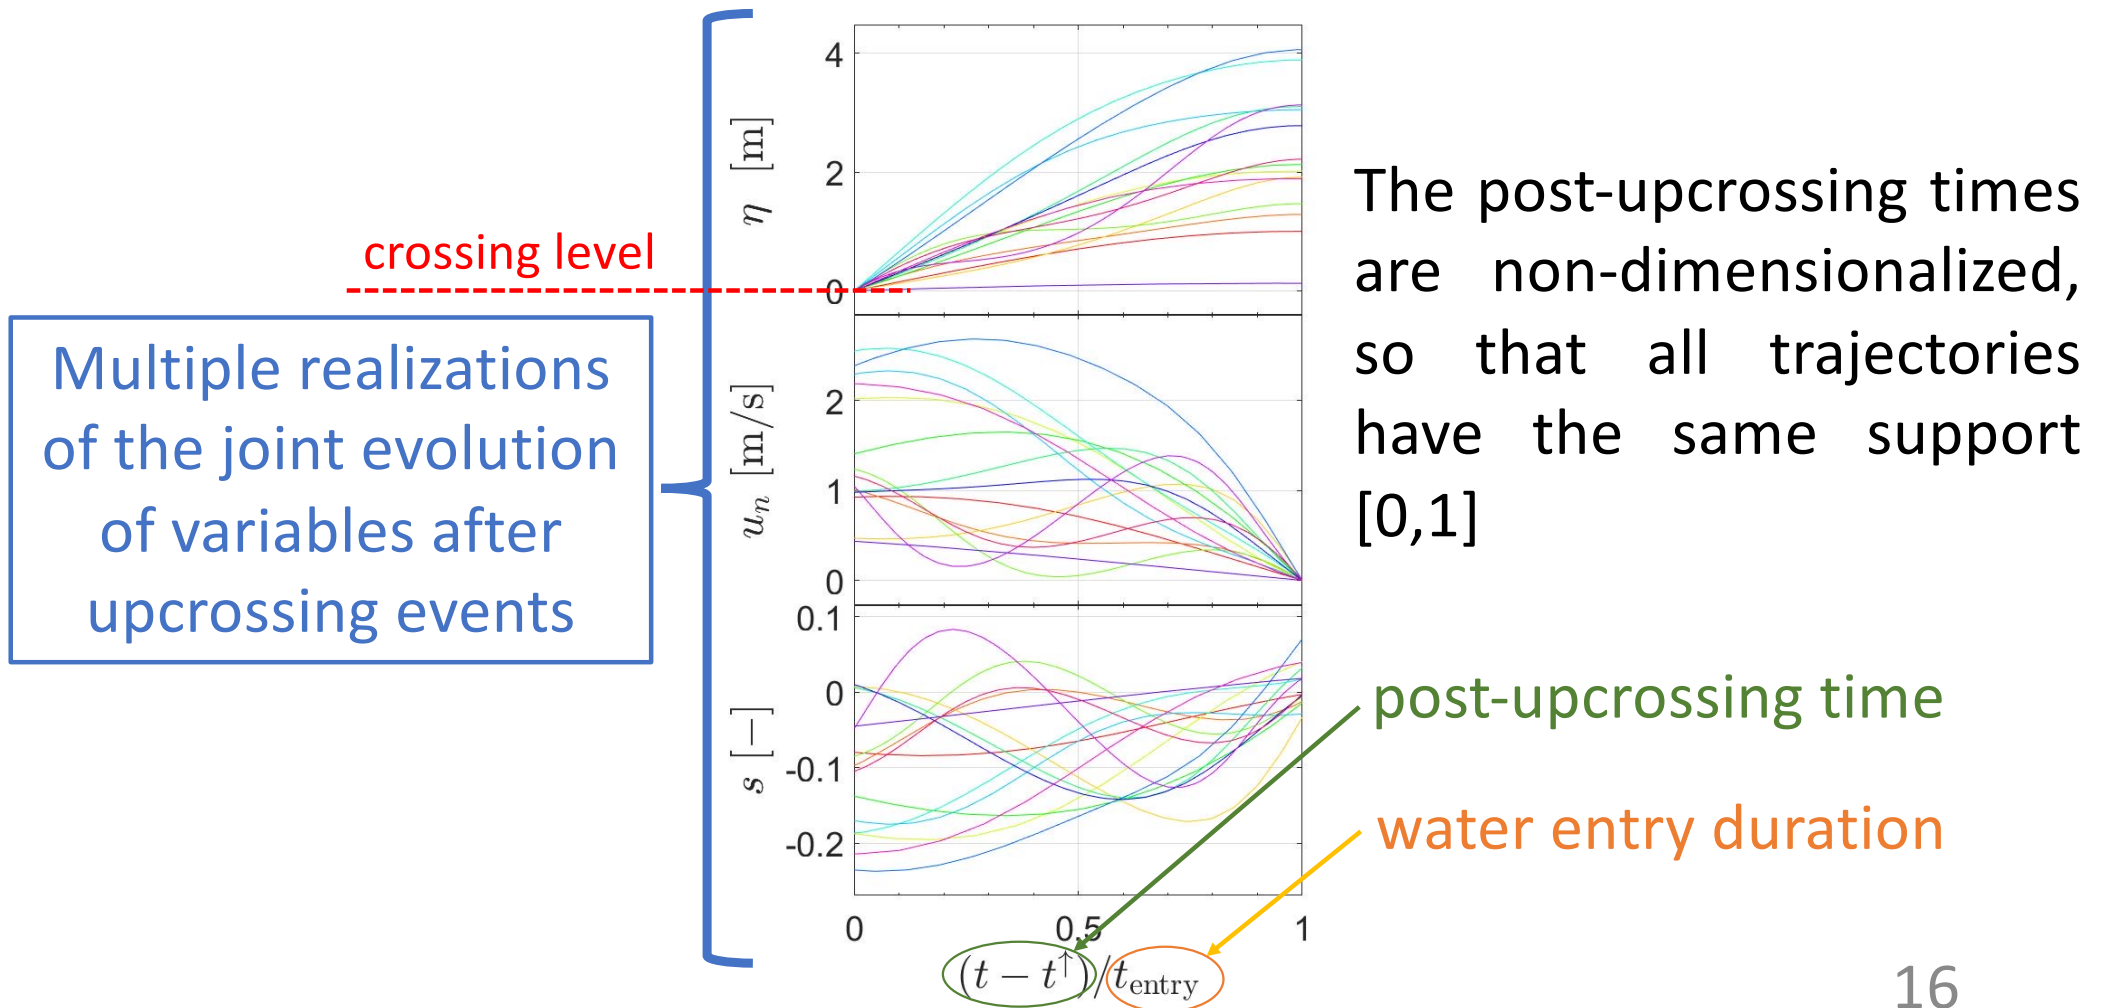 crossing level
Multiple realizations
of the joint evolution
of variables after
upcrossing events
η [m]
4
2
0
u_n [m/s]
2
1
0
s [−]
0.1
0
-0.1
-0.2
0 0.5 1
(t − t^↑)/t_entry
The post-upcrossing times
are non-dimensionalized,
so that all trajectories
have the same support
[0,1]
post-upcrossing time
water entry duration
16